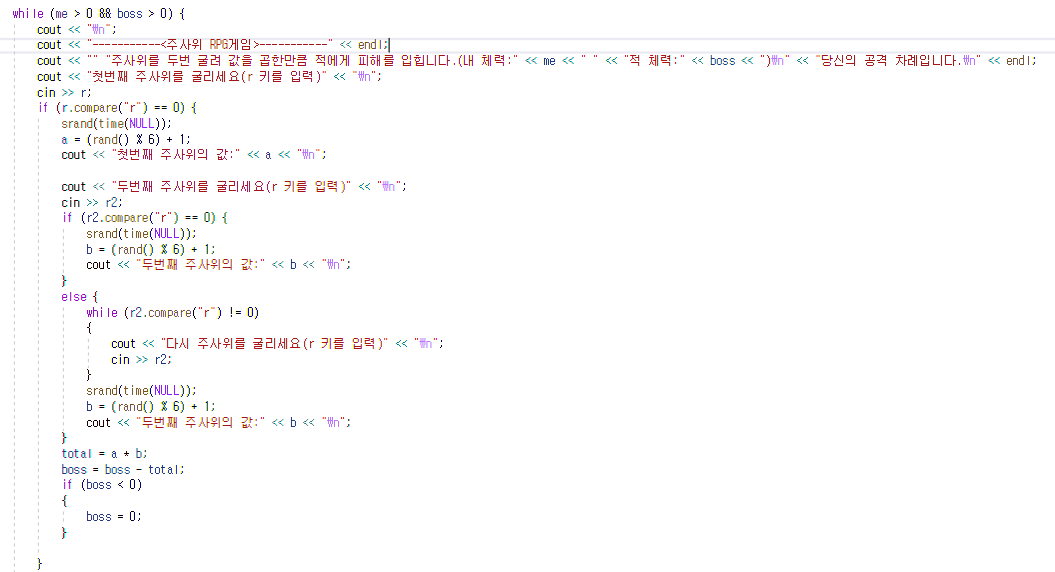 while (me > 0 && boss > 0) {
cout << "₩n";
cout << "-----------<주사위 RPG게임>-----------" << endl;
cout << "" "주사위를 두번 굴려 값을 곱한만큼 적에게 피해를 입힙니다.(내 체력:" << me << " " << "적 체력:" << boss << ")₩n" << "당신의 공격 차례입니다.₩n" << endl;
cout << "첫번째 주사위를 굴리세요(r 키를 입력)" << "₩n";
cin >> r;
if (r.compare("r") == 0) {
srand(time(NULL));
a = (rand() % 6) + 1;
cout << "첫번째 주사위의 값:" << a << "₩n";
cout << "두번째 주사위를 굴리세요(r 키를 입력)" << "₩n";
cin >> r2;
if (r2.compare("r") == 0) {
srand(time(NULL));
b = (rand() % 6) + 1;
cout << "두번째 주사위의 값:" << b << "₩n";
}
else {
while (r2.compare("r") != 0)
{
cout << "다시 주사위를 굴리세요(r 키를 입력)" << "₩n";
cin >> r2;
}
srand(time(NULL));
b = (rand() % 6) + 1;
cout << "두번째 주사위의 값:" << b << "₩n";
}
total = a * b;
boss = boss - total;
if (boss < 0)
{
boss = 0;
}
}